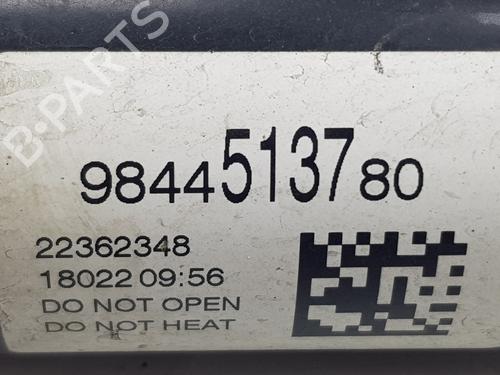 B-PARTS
9844513780
22362348
18022 09:56
DO NOT OPEN
DO NOT HEAT